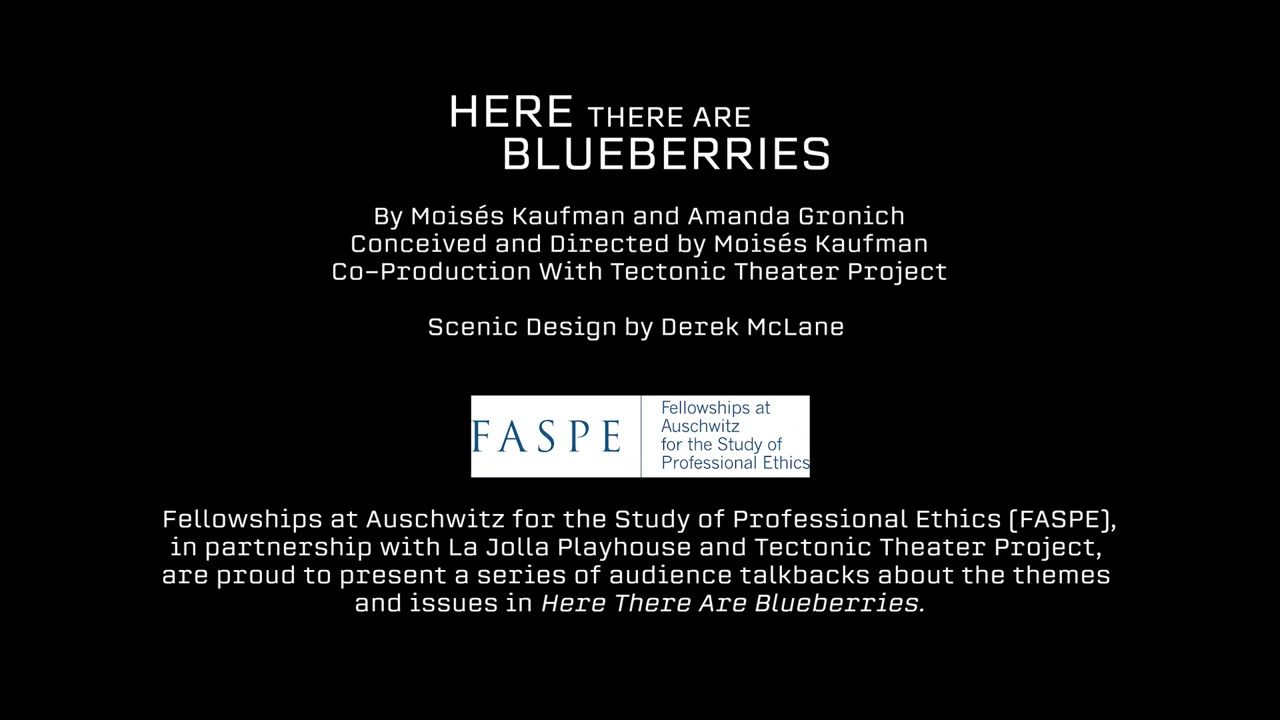 HERE THERE ARE
BLUEBERRIES
By Moisés Kaufman and Amanda Gronich
Conceived and Directed by Moisés Kaufman
Co-Production With Tectonic Theater Project
Scenic Design by Derek McLane
FASPE
Fellowships at
Auschwitz
for the Study of
Professional Ethics
Fellowships at Auschwitz for the Study of Professional Ethics (FASPE),
in partnership with La Jolla Playhouse and Tectonic Theater Project,
are proud to present a series of audience talkbacks about the themes
and issues in Here There Are Blueberries.